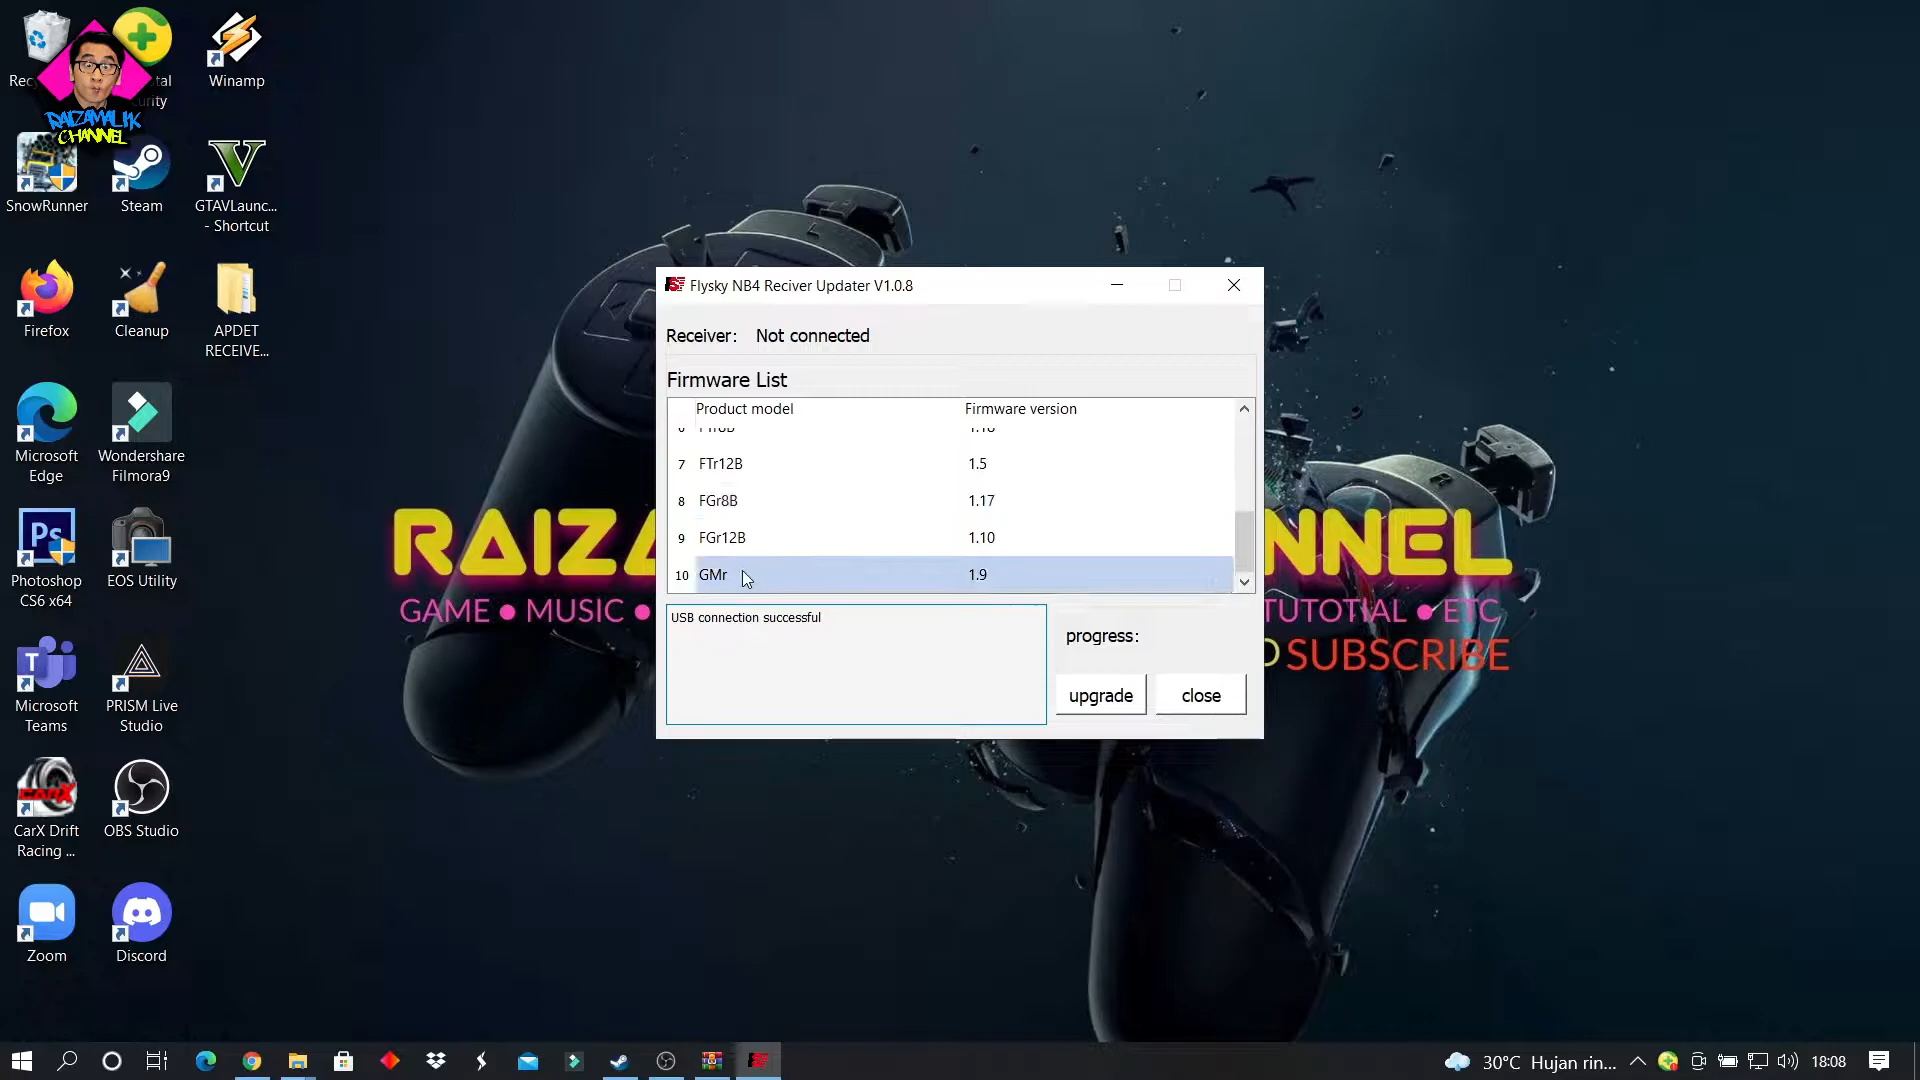 Winamp
RAIZAMALIK
CHANNEL
SnowRunner
Steam
GTAVLaunc...
- Shortcut
Firefox
Cleanup
APDET
RECEIVE...
Microsoft
Edge
Wondershare
Filmora9
Photoshop
CS6 x64
EOS Utility
Microsoft
Teams
PRISM Live
Studio
CarX Drift
Racing ...
OBS Studio
Zoom
Discord
Flysky NB4 Reciver Updater V1.0.8
Receiver: Not connected
Firmware List
Product model Firmware version
7 FTr12B 1.5
8 FGr8B 1.17
9 FGr12B 1.10
10 GMr 1.9
USB connection successful
progress:
upgrade close
RAIZA NNEL
GAME ● MUSIC ● TUTOTIAL ● ETC
SUBSCRIBE
30°C Hujan rin... 18:08